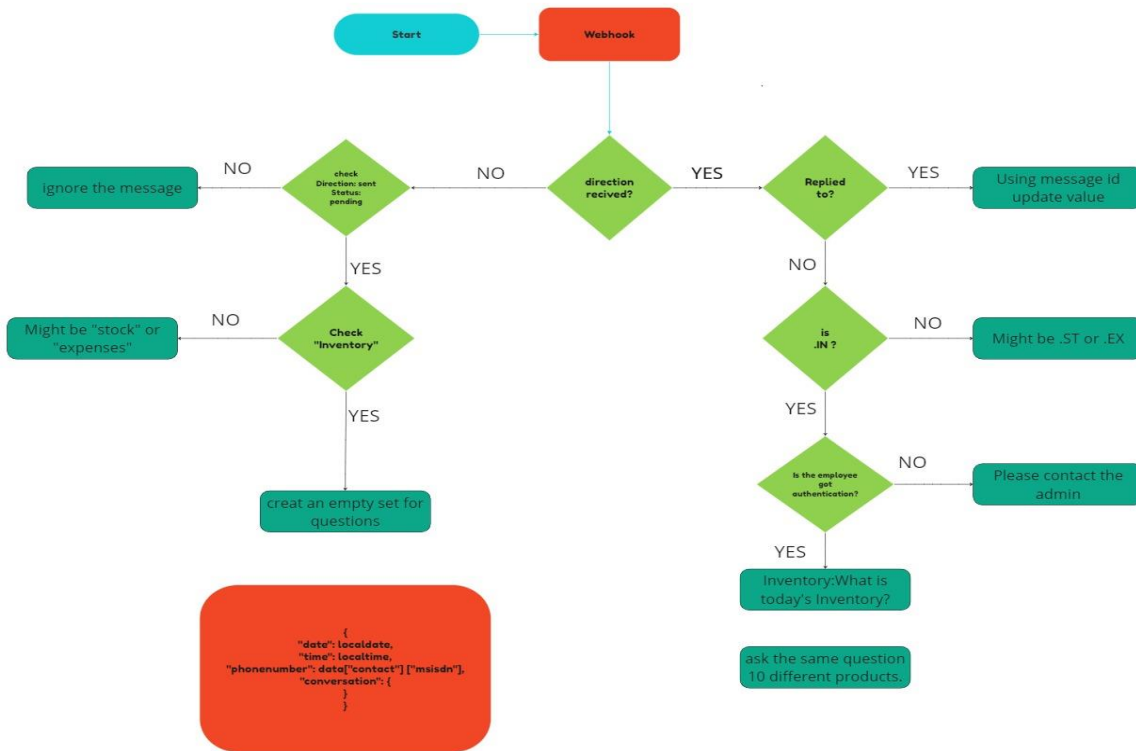 Start
Webhook
NO
check
Direction: sent
Status:
pending
NO
direction
recived?
YES
Replied
to?
YES
ignore the message
Using message id
update value
YES
NO
Might be "stock" or
"expenses"
NO
Check
"Inventory"
is
.IN ?
NO
Might be .ST or .EX
YES
YES
Is the employee
got
authentication?
NO
Please contact the
admin
creat an empty set for
questions
YES
Inventory:What is
today's Inventory?
{
"date": localdate,
"time": localtime,
"phonenumber": data["contact"] ["msisdn"],
"conversation": {
}
}
ask the same question
10 different products.